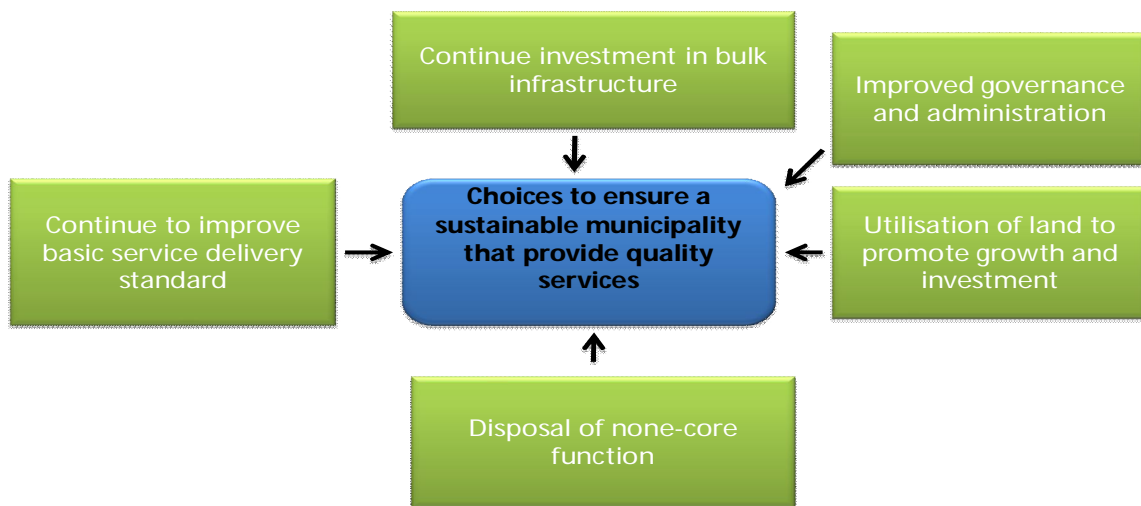 Continue investment in bulk
infrastructure
Improved governance
and administration
Choices to ensure a
sustainable municipality
that provide quality
services
Continue to improve
basic service delivery
standard
Utilisation of land to
promote growth and
investment
Disposal of none-core
function